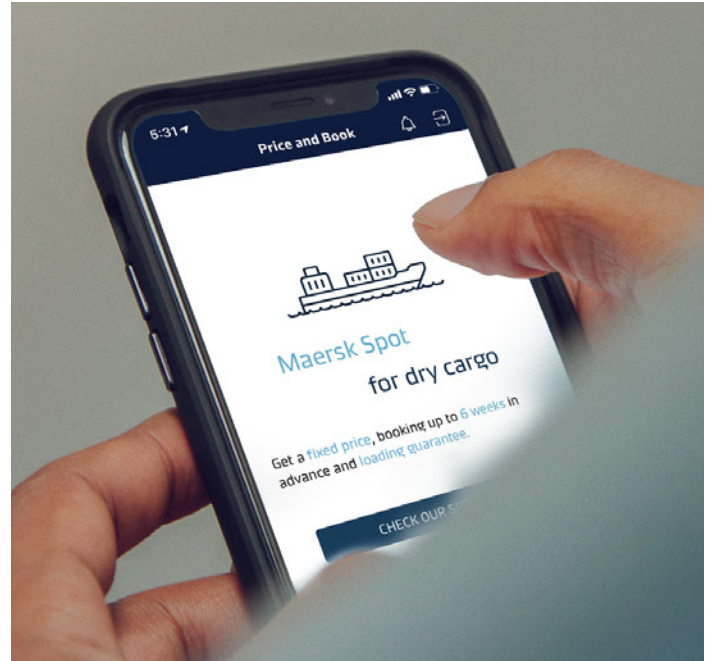 5:31
Price and Book
Maersk Spot
for dry cargo
Get a fixed price, booking up to 6 weeks in
advance and loading guarantee.
CHECK OUR